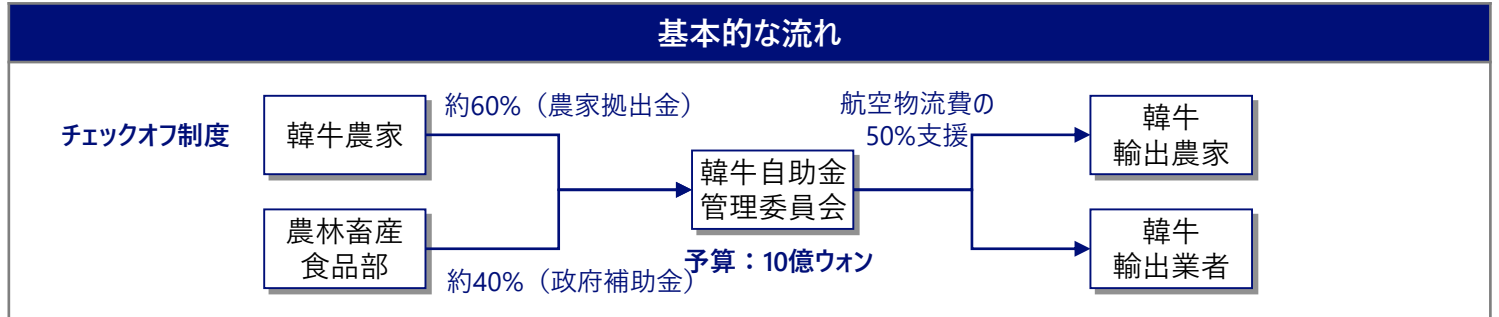 基本的な流れ
チェックオフ制度
韓牛農家
約60%（農家拠出金）
農林畜産
食品部
約40%（政府補助金）
韓牛自助金
管理委員会
予算：10億ウォン
航空物流費の
50%支援
韓牛
輸出農家
韓牛
輸出業者